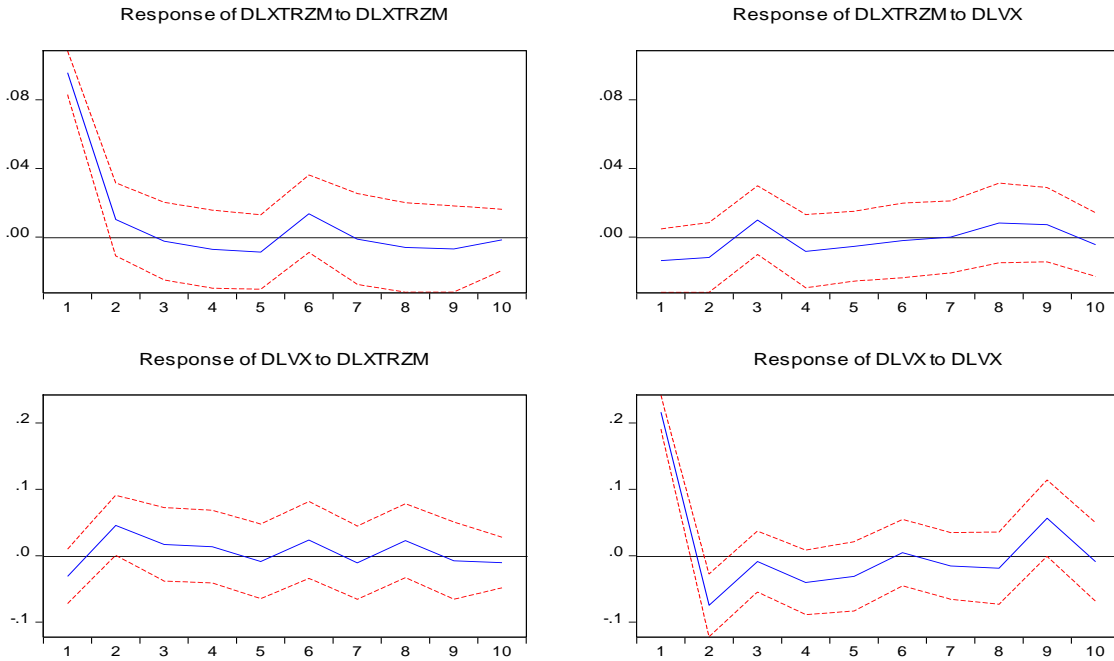 Response of DLXTRZM to DLXTRZM
.08
.04
.00
1 2 3 4 5 6 7 8 9 10
Response of DLXTRZM to DLVX
.08
.04
.00
1 2 3 4 5 6 7 8 9 10
Response of DLVX to DLXTRZM
.2
.1
.0
-.1
1 2 3 4 5 6 7 8 9 10
Response of DLVX to DLVX
.2
.1
.0
-.1
1 2 3 4 5 6 7 8 9 10